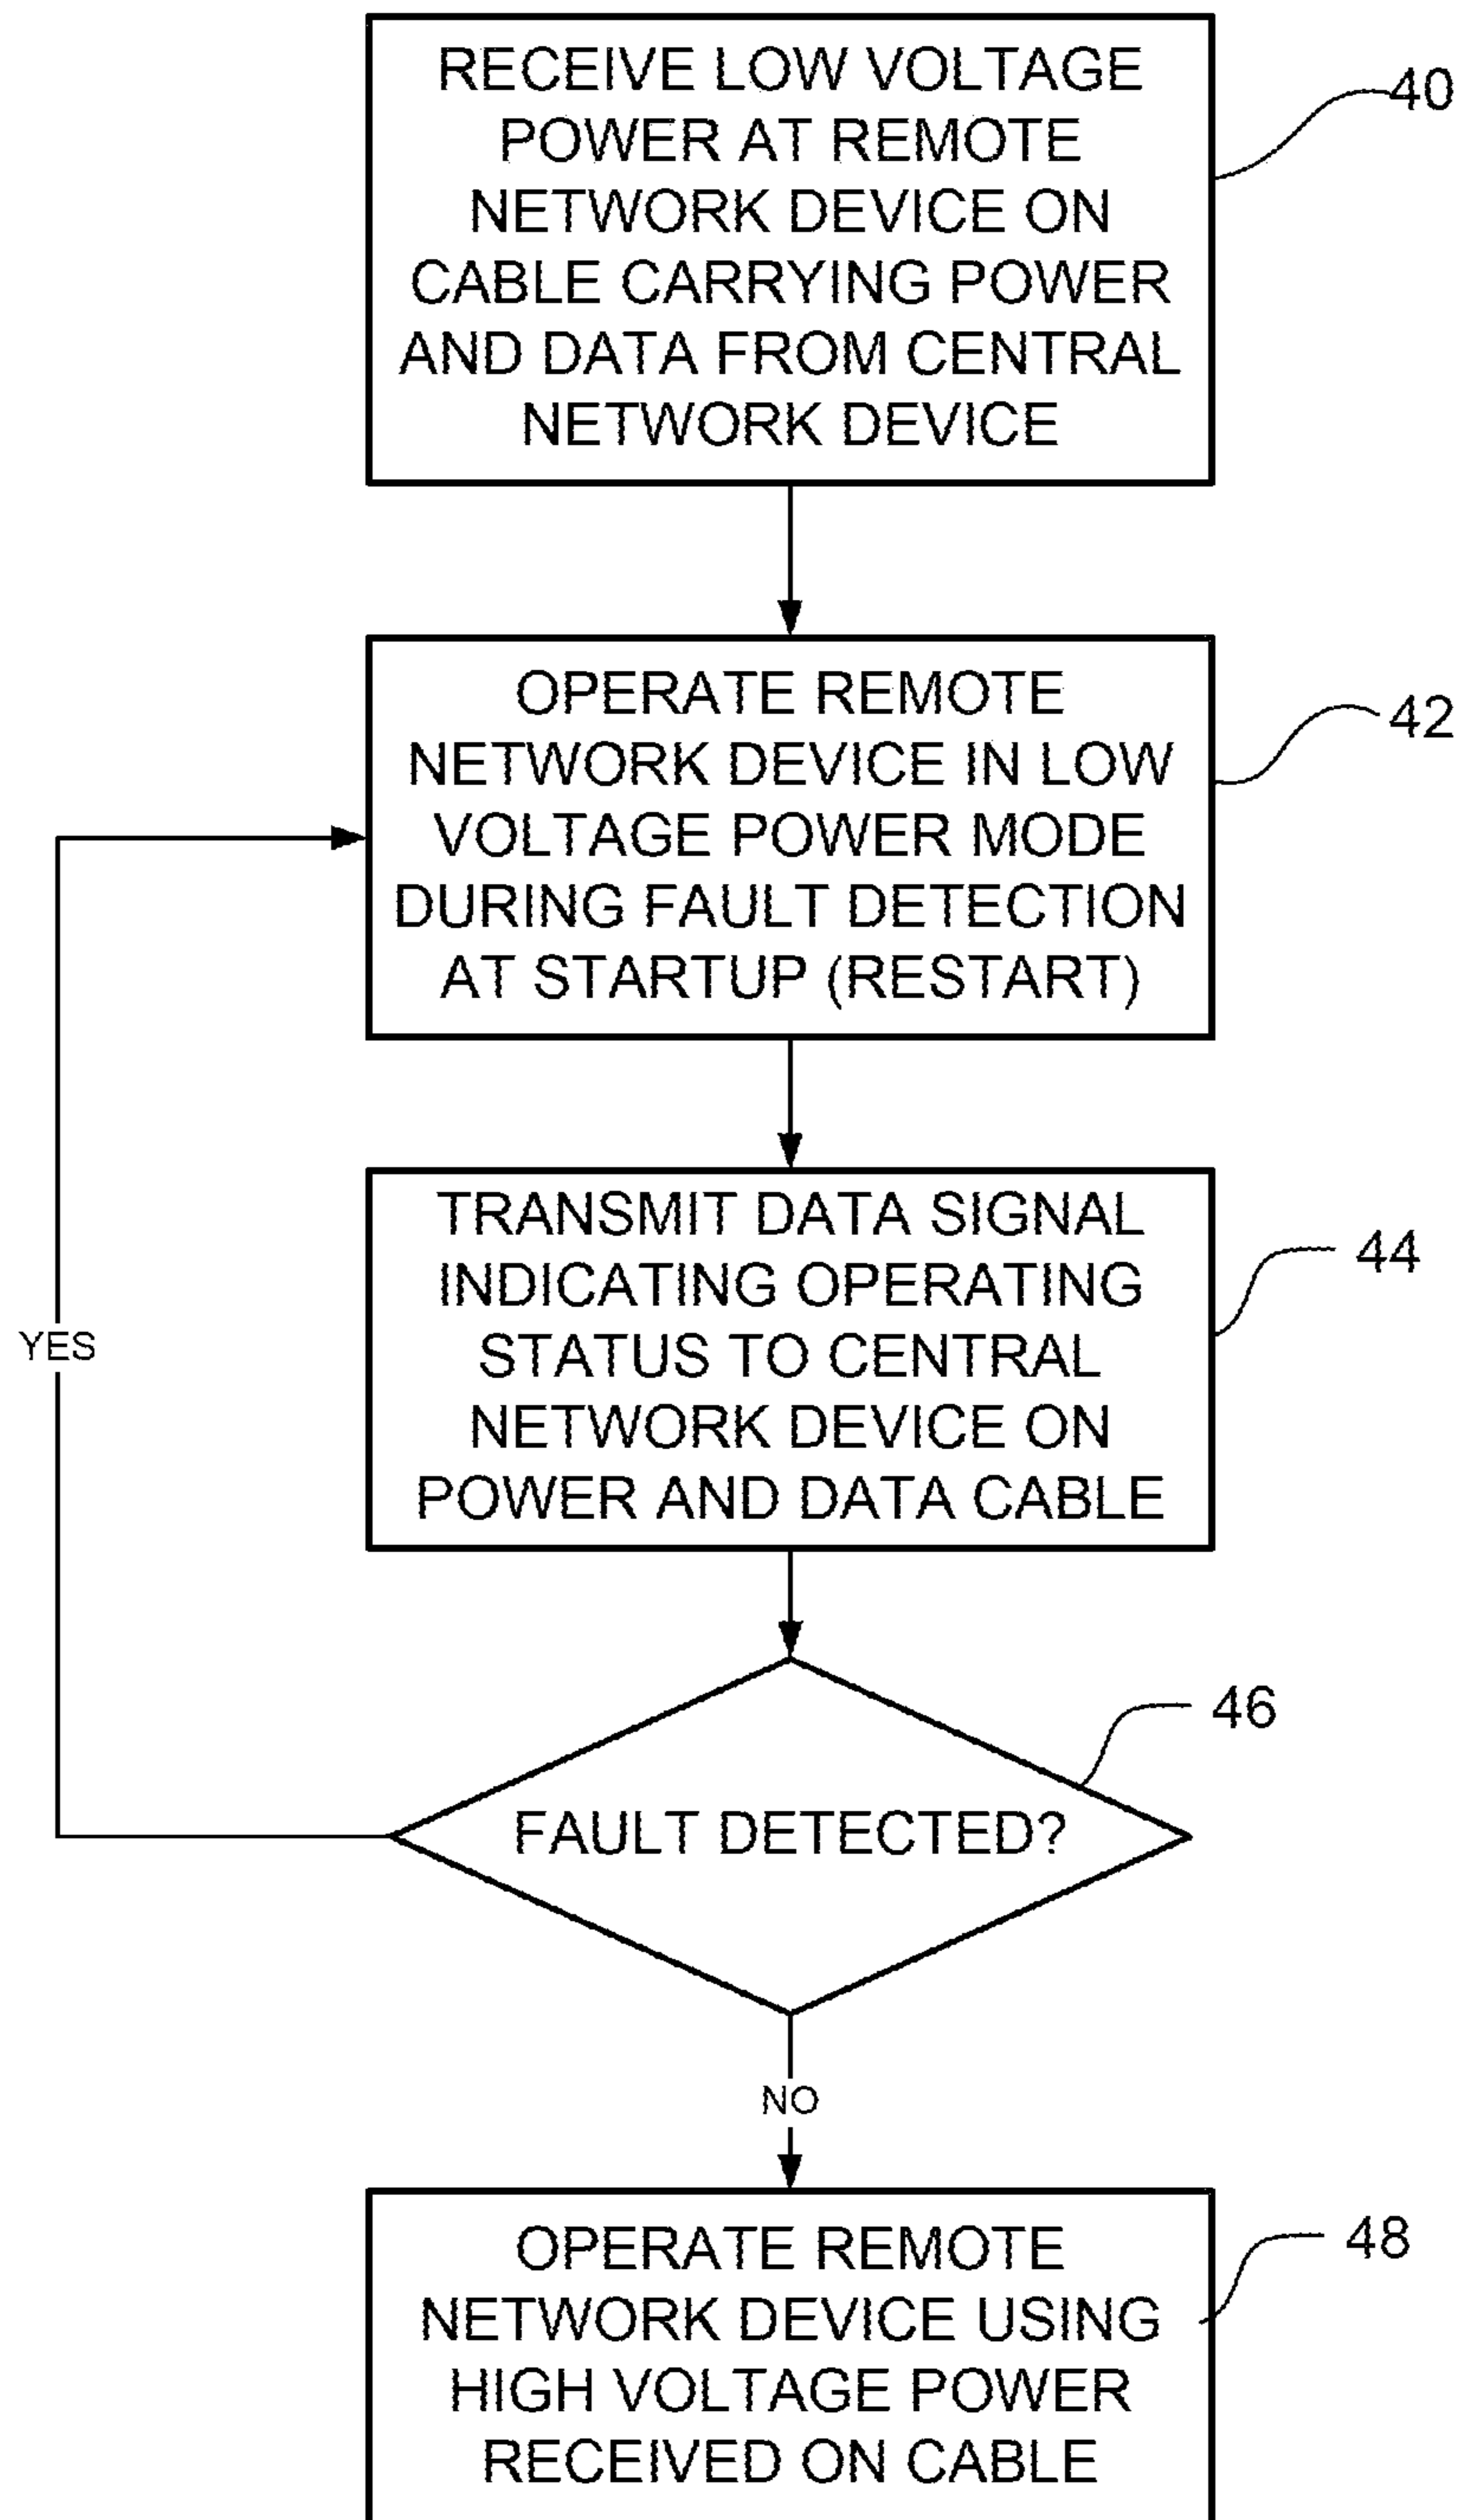 RECEIVE LOW VOLTAGE
POWER AT REMOTE
NETWORK DEVICE ON
CABLE CARRYING POWER
AND DATA FROM CENTRAL
NETWORK DEVICE
40
OPERATE REMOTE
NETWORK DEVICE IN LOW
VOLTAGE POWER MODE
DURING FAULT DETECTION
AT STARTUP (RESTART)
42
TRANSMIT DATA SIGNAL
INDICATING OPERATING
STATUS TO CENTRAL
NETWORK DEVICE ON
POWER AND DATA CABLE
44
YES
FAULT DETECTED?
46
NO
OPERATE REMOTE
NETWORK DEVICE USING
HIGH VOLTAGE POWER
RECEIVED ON CABLE
48